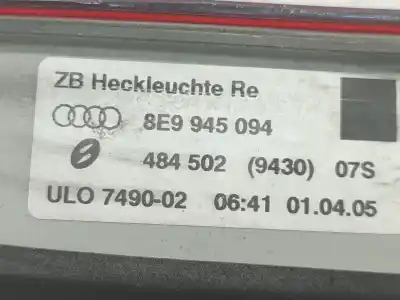 ZB Heckleuchte Re
8E9 945 094
484 502 (9430) 07S
ULO 7490-02 06:41 01.04.05